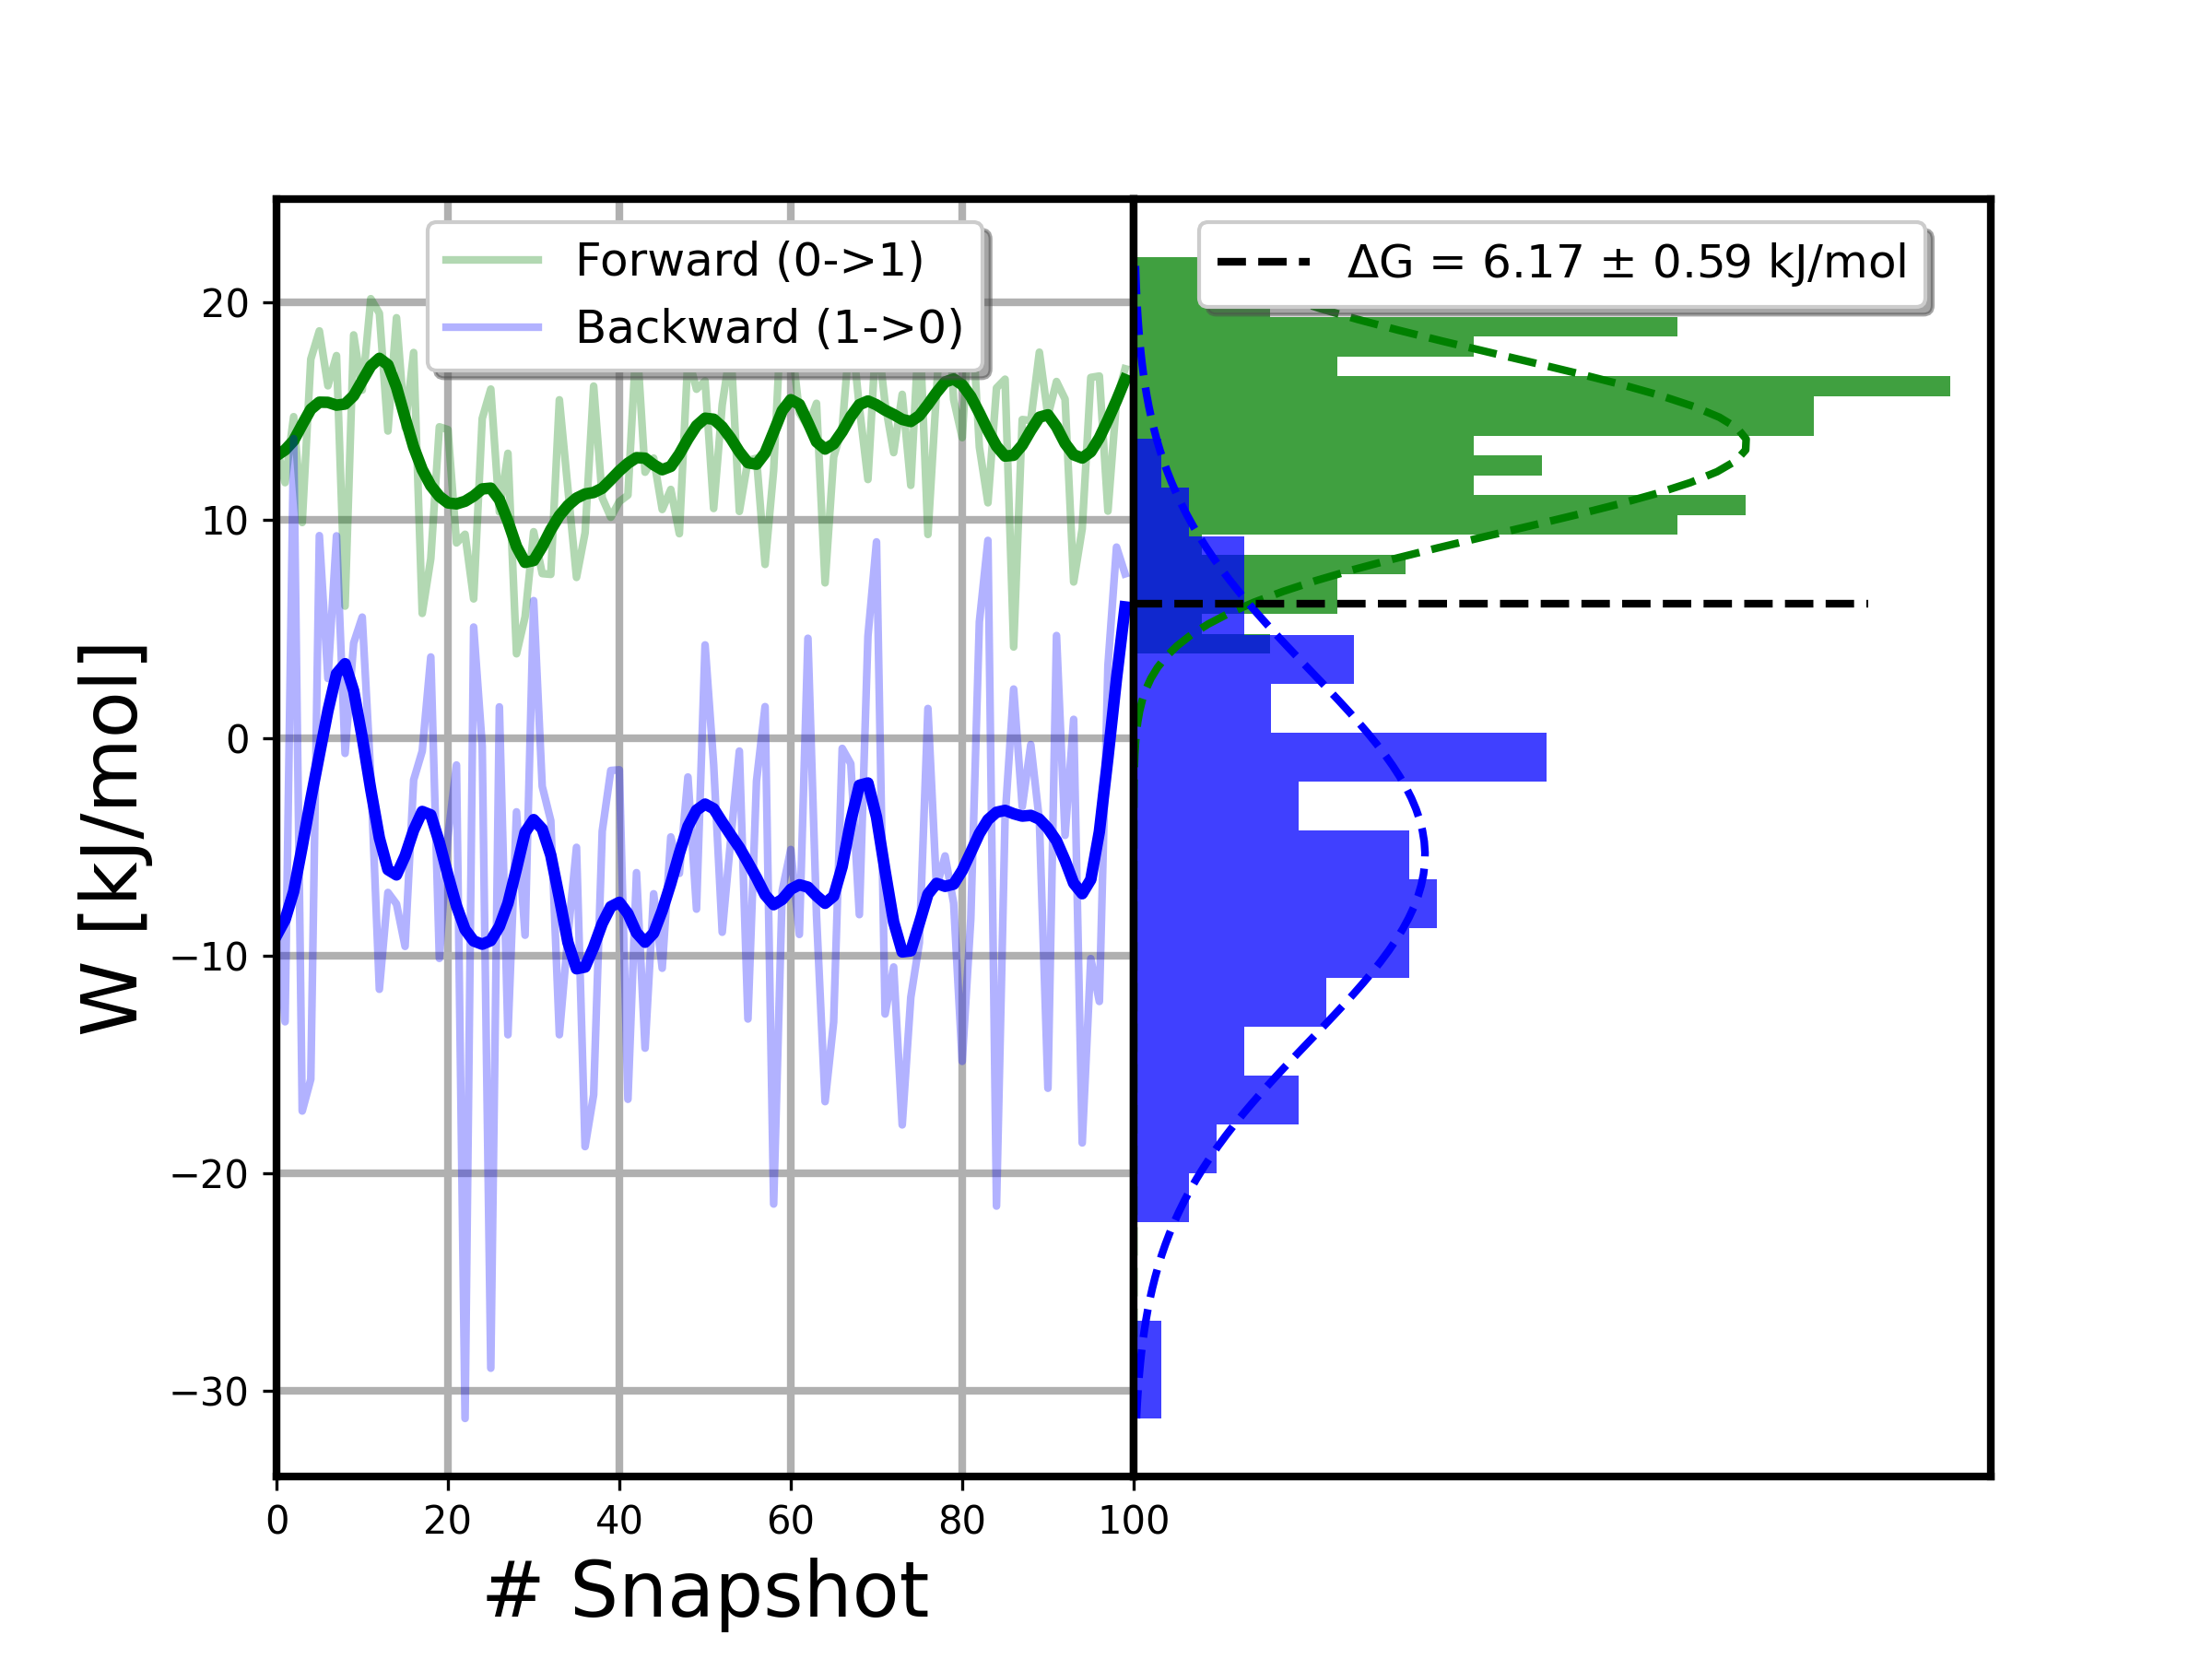 Forward (0->1)
Backward (1->0)
ΔG = 6.17 ± 0.59 kJ/mol
20
10
0
−10
−20
−30
W [kJ/mol]
0 20 40 60 80 100
# Snapshot